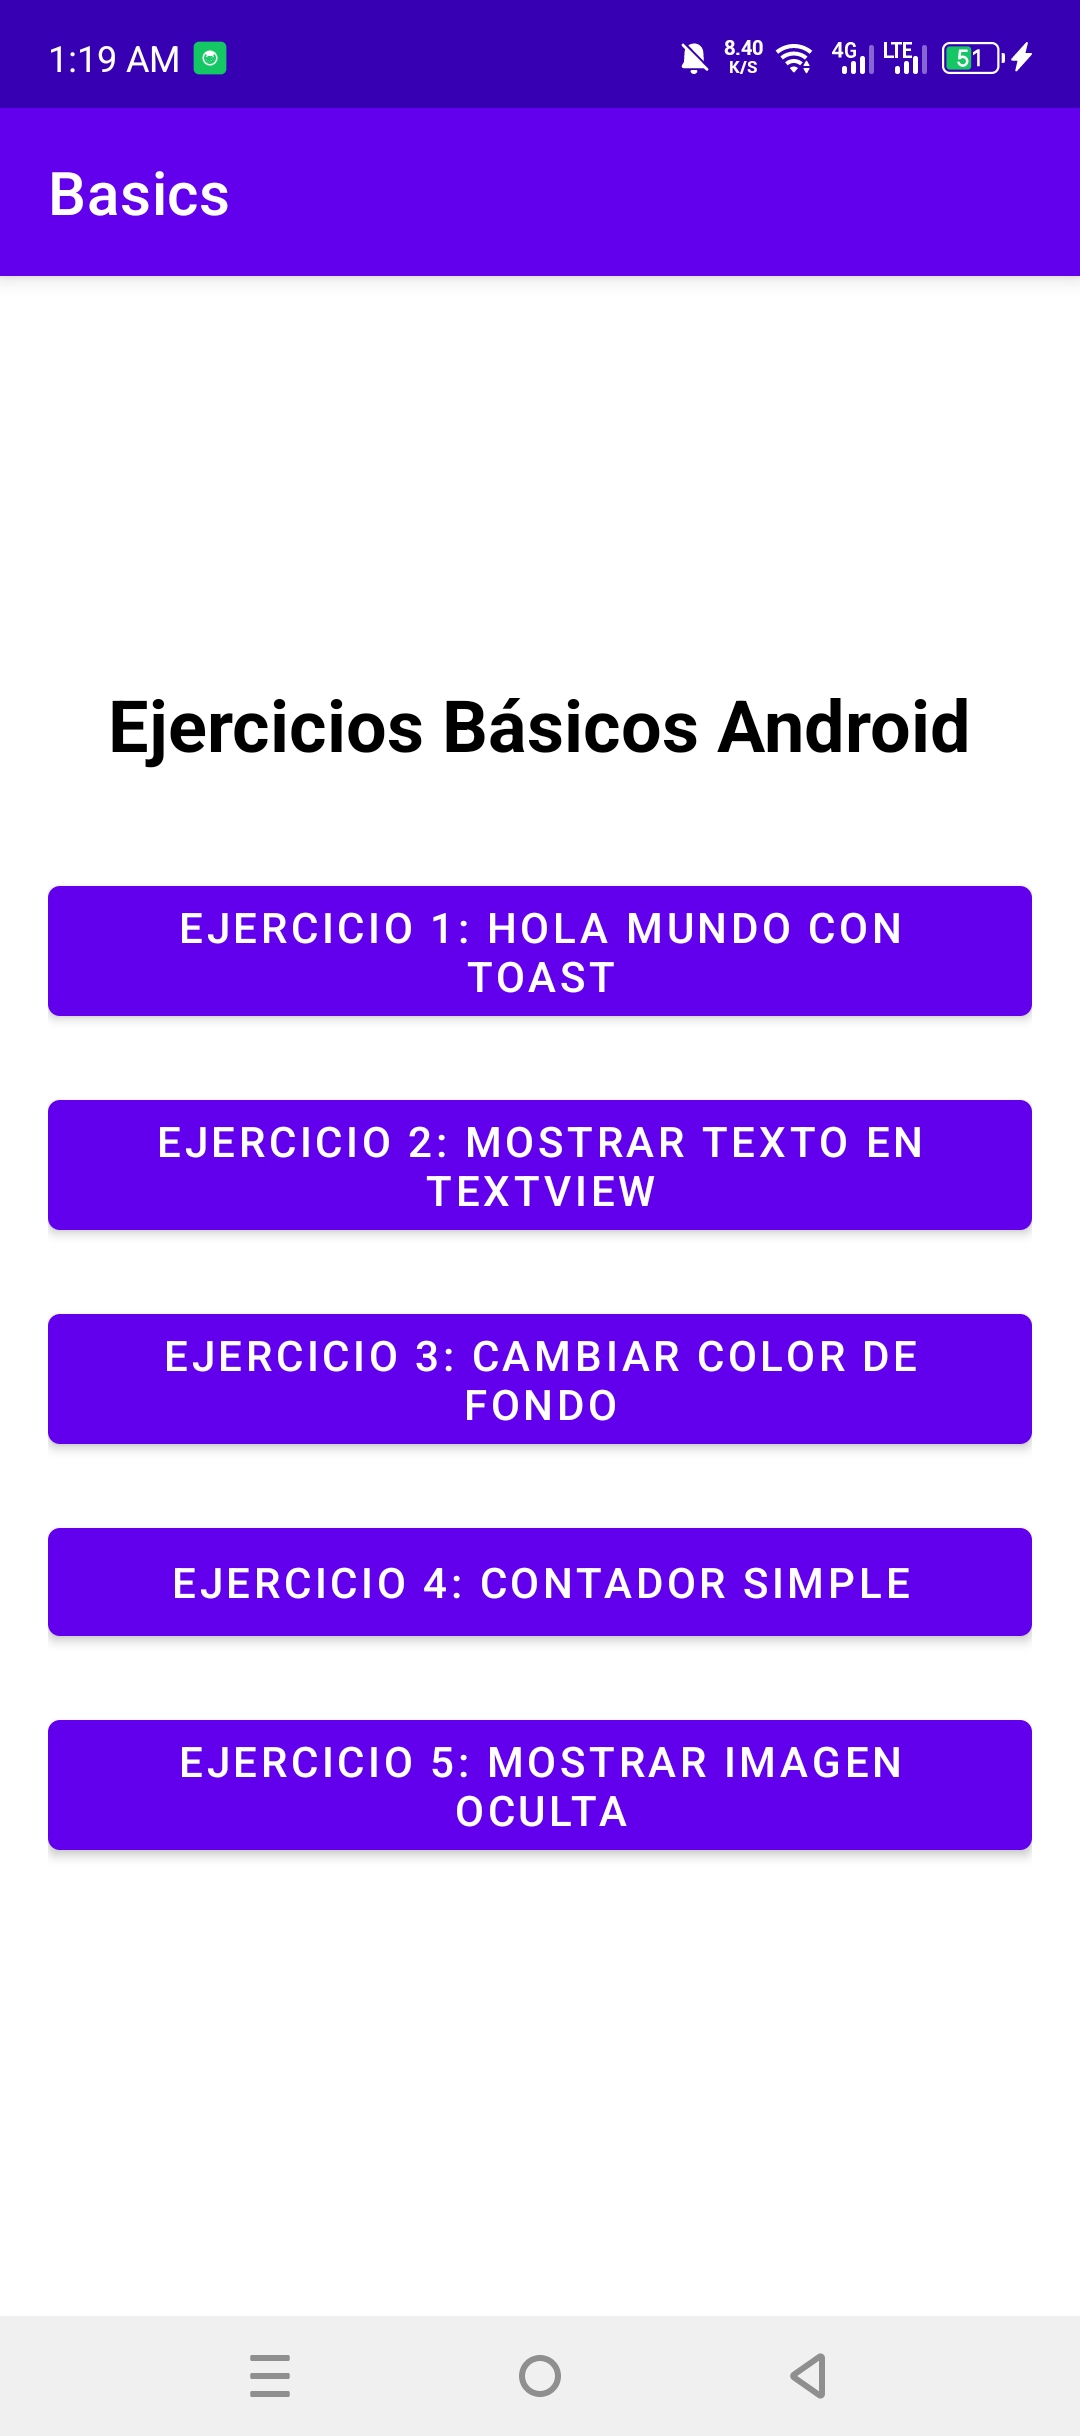 1:19 AM
8.40
K/S
4G
LTE
51
Basics
Ejercicios Básicos Android
EJERCICIO 1: HOLA MUNDO CON
TOAST
EJERCICIO 2: MOSTRAR TEXTO EN
TEXTVIEW
EJERCICIO 3: CAMBIAR COLOR DE
FONDO
EJERCICIO 4: CONTADOR SIMPLE
EJERCICIO 5: MOSTRAR IMAGEN
OCULTA